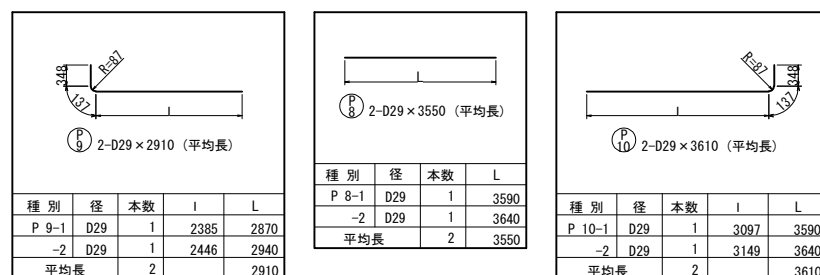 348
R=87
137
l
P
9
2-D29×2910 (平均長)
種 別 径 本数 l L
P 9-1 D29 1 2385 2870
-2 D29 1 2446 2940
平均長 2 2910
L
P
8
2-D29×3550 (平均長)
種 別 径 本数 L
P 8-1 D29 1 3590
-2 D29 1 3640
平均長 2 3550
R=87
348
137
l
P
10
2-D29×3610 (平均長)
種 別 径 本数 l L
P 10-1 D29 1 3097 3590
-2 D29 1 3149 3640
平均長 2 3610